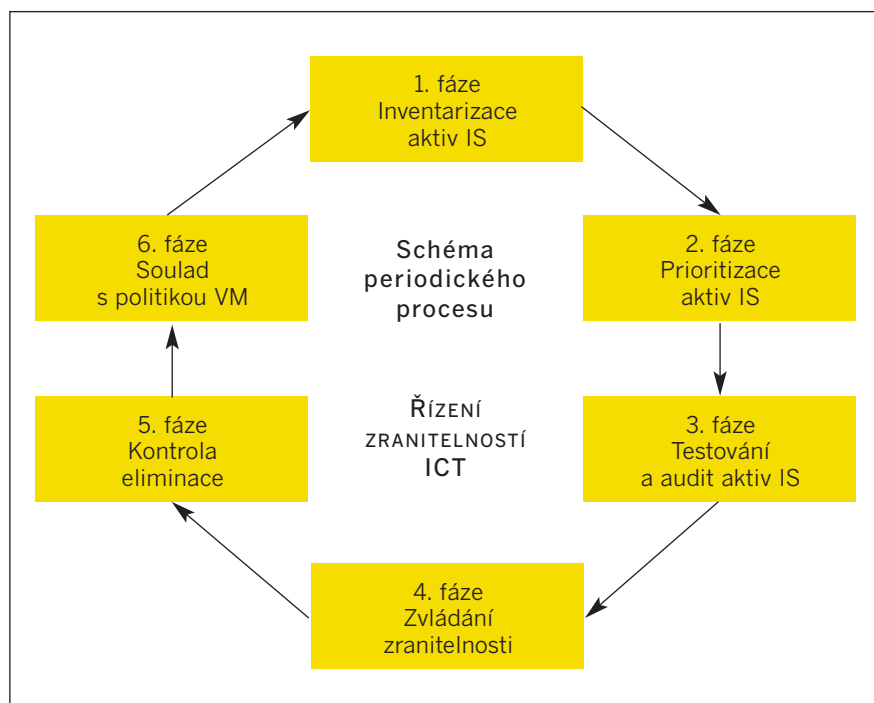 1. fáze
Inventarizace
aktiv IS
2. fáze
Prioritizace
aktiv IS
3. fáze
Testování
a audit aktiv IS
4. fáze
Zvládání
zranitelnosti
5. fáze
Kontrola
eliminace
6. fáze
Soulad
s politikou VM
Schéma
periodického
procesu
ŘÍZENÍ
ZRANITELNOSTÍ
ICT